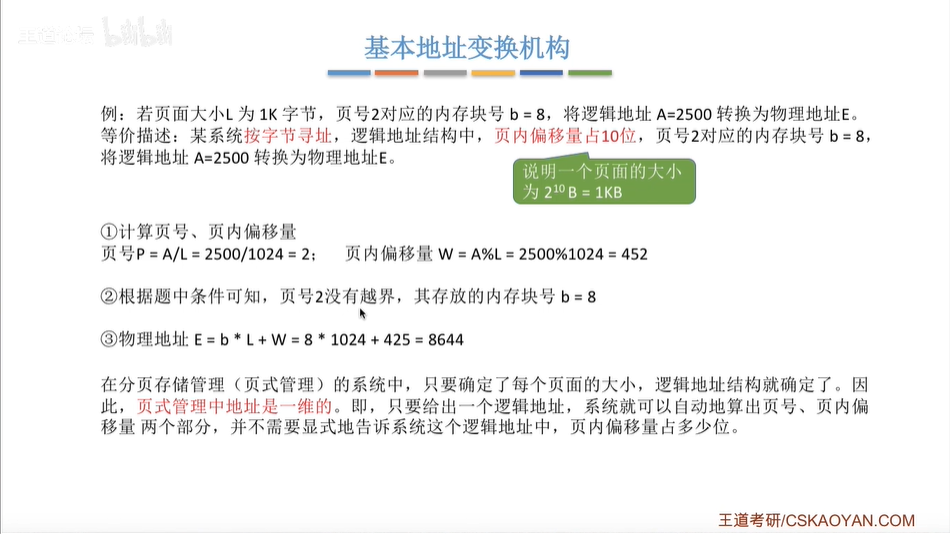 王道考研 bilibili
基本地址变换机构
例：若页面大小L 为 1K 字节，页号2对应的内存块号 b = 8，将逻辑地址 A=2500 转换为物理地址E。
等价描述：某系统按字节寻址，逻辑地址结构中，页内偏移量占10位，页号2对应的内存块号 b = 8，
将逻辑地址 A=2500 转换为物理地址E。
说明一个页面的大小
为 2¹⁰ B = 1KB
①计算页号、页内偏移量
页号P = A/L = 2500/1024 = 2； 页内偏移量 W = A%L = 2500%1024 = 452
②根据题中条件可知，页号2没有越界，其存放的内存块号 b = 8
③物理地址 E = b * L + W = 8 * 1024 + 425 = 8644
在分页存储管理（页式管理）的系统中，只要确定了每个页面的大小，逻辑地址结构就确定了。因
此，页式管理中地址是一维的。即，只要给出一个逻辑地址，系统就可以自动地算出页号、页内偏
移量 两个部分，并不需要显式地告诉系统这个逻辑地址中，页内偏移量占多少位。
王道考研/CSKAOYAN.COM